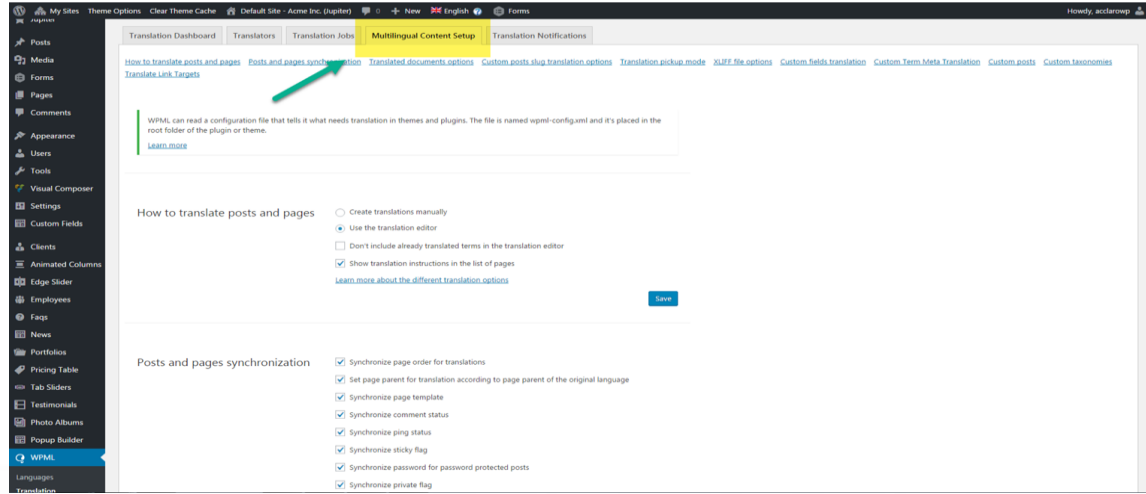 My Sites Theme Options Clear Theme Cache Default Site - Acme Inc. (Jupiter) 0 New English Forms Howdy, acclarowp
Jupiter
Posts
Media
Forms
Pages
Comments
Appearance
Users
Tools
Visual Composer
Settings
Custom Fields
Clients
Animated Columns
Edge Slider
Employees
Faqs
News
Portfolios
Pricing Table
Tab Sliders
Testimonials
Photo Albums
Popup Builder
WPML
Languages
Translation
Translation Dashboard Translators Translation Jobs Multilingual Content Setup Translation Notifications
How to translate posts and pages Posts and pages synchronization Translated documents options Custom posts slug translation options Translation pickup mode XLIFF file options Custom fields translation Custom Term Meta Translation Custom posts Custom taxonomies
Translate Link Targets
WPML can read a configuration file that tells it what needs translation in themes and plugins. The file is named wpml-config.xml and it's placed in the
root folder of the plugin or theme.
Learn more
How to translate posts and pages
Create translations manually
Use the translation editor
Don't include already translated terms in the translation editor
Show translation instructions in the list of pages
Learn more about the different translation options
Save
Posts and pages synchronization
Synchronize page order for translations
Set page parent for translation according to page parent of the original language
Synchronize page template
Synchronize comment status
Synchronize ping status
Synchronize sticky flag
Synchronize password for password protected posts
Synchronize private flag